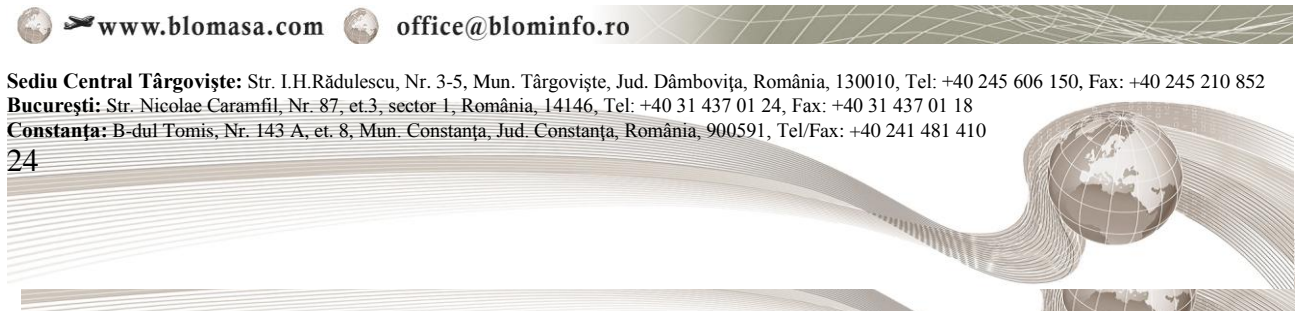 www.blomasa.com office@blominfo.ro
Sediu Central Târgovişte: Str. I.H.Rădulescu, Nr. 3-5, Mun. Târgovişte, Jud. Dâmboviţa, România, 130010, Tel: +40 245 606 150, Fax: +40 245 210 852
Bucureşti: Str. Nicolae Caramfil, Nr. 87, et.3, sector 1, România, 14146, Tel: +40 31 437 01 24, Fax: +40 31 437 01 18
Constanţa: B-dul Tomis, Nr. 143 A, et. 8, Mun. Constanţa, Jud. Constanţa, România, 900591, Tel/Fax: +40 241 481 410
24